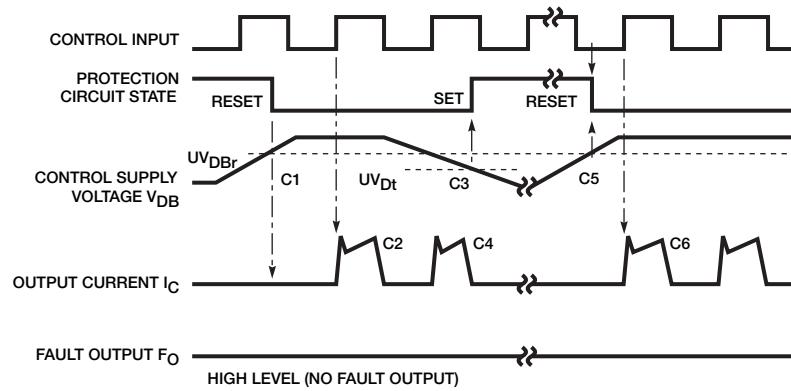 CONTROL INPUT
PROTECTION
CIRCUIT STATE
RESET
SET
RESET
UVDBr
CONTROL SUPPLY
VOLTAGE VDB
C1
UVDt
C3
C5
C2
C4
C6
OUTPUT CURRENT IC
FAULT OUTPUT FO
HIGH LEVEL (NO FAULT OUTPUT)